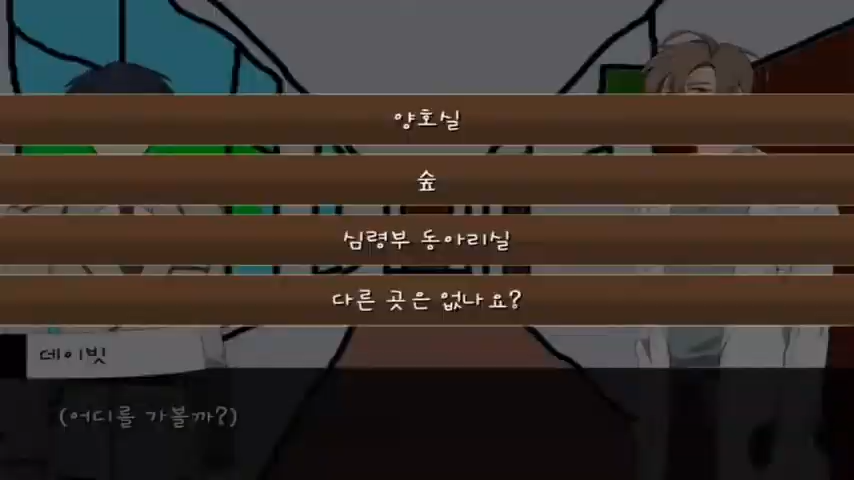 양호실
숲
심령부 동아리실
다른 곳은 없나요?
데이빗
(어디를 가볼까?)